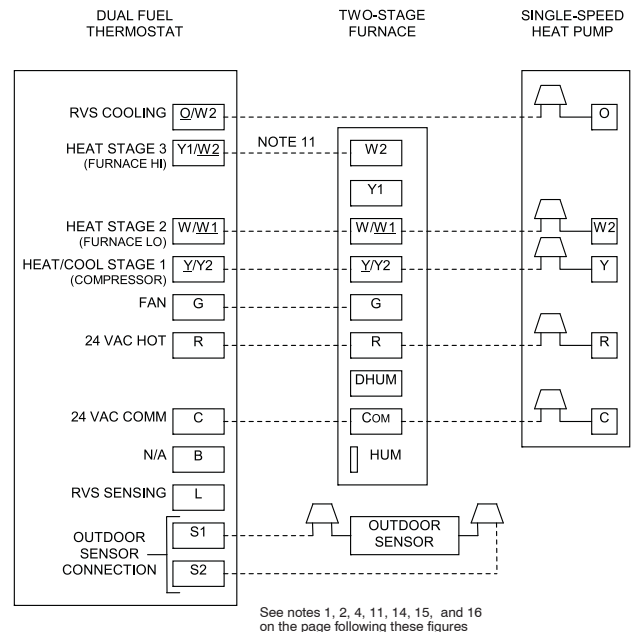 DUAL FUEL
THERMOSTAT
TWO-STAGE
FURNACE
SINGLE-SPEED
HEAT PUMP
RVS COOLING
O/W2
O
HEAT STAGE 3
(FURNACE HI)
Y1/W2
NOTE 11
W2
Y1
HEAT STAGE 2
(FURNACE LO)
W/W1
W/W1
W2
HEAT/COOL STAGE 1
(COMPRESSOR)
Y/Y2
Y/Y2
Y
FAN
G
G
24 VAC HOT
R
R
R
DHUM
24 VAC COMM
C
COM
C
N/A
B
HUM
RVS SENSING
L
OUTDOOR
SENSOR
CONNECTION
S1
S2
OUTDOOR
SENSOR
See notes 1, 2, 4, 11, 14, 15, and 16
on the page following these figures